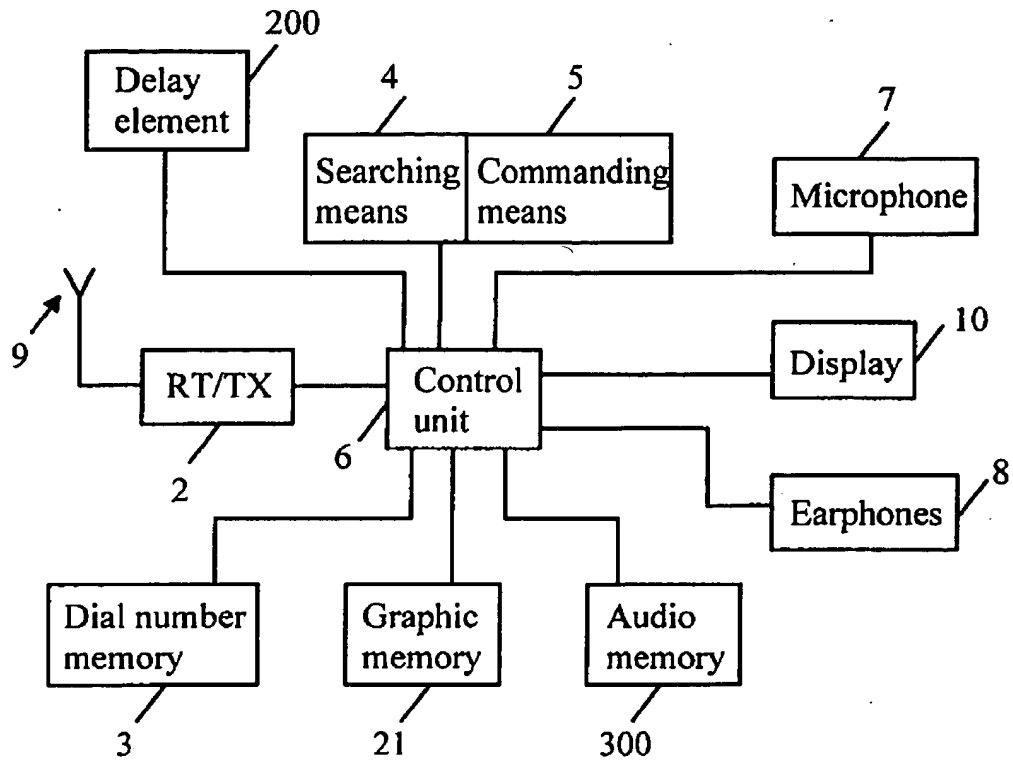 200
Delay
element
4
5
Searching
means
Commanding
means
7
Microphone
9
RT/TX
2
Control
unit
6
10
Display
8
Earphones
Dial number
memory
3
Graphic
memory
21
Audio
memory
300